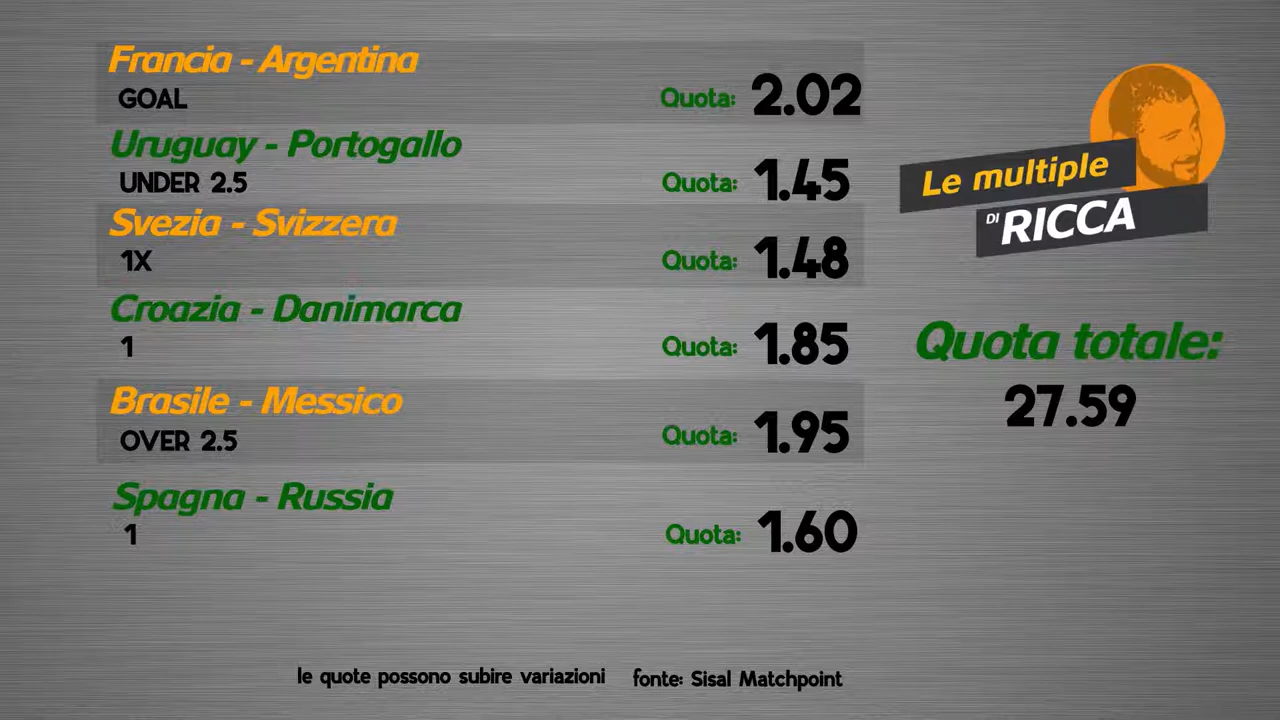 Francia - Argentina
GOAL
Quota: 2.02
Uruguay - Portogallo
UNDER 2.5
Quota: 1.45
Svezia - Svizzera
1X
Quota: 1.48
Croazia - Danimarca
1
Quota: 1.85
Brasile - Messico
OVER 2.5
Quota: 1.95
Spagna - Russia
1
Quota: 1.60
Le multiple
DI RICCA
Quota totale:
27.59
le quote possono subire variazioni fonte: Sisal Matchpoint